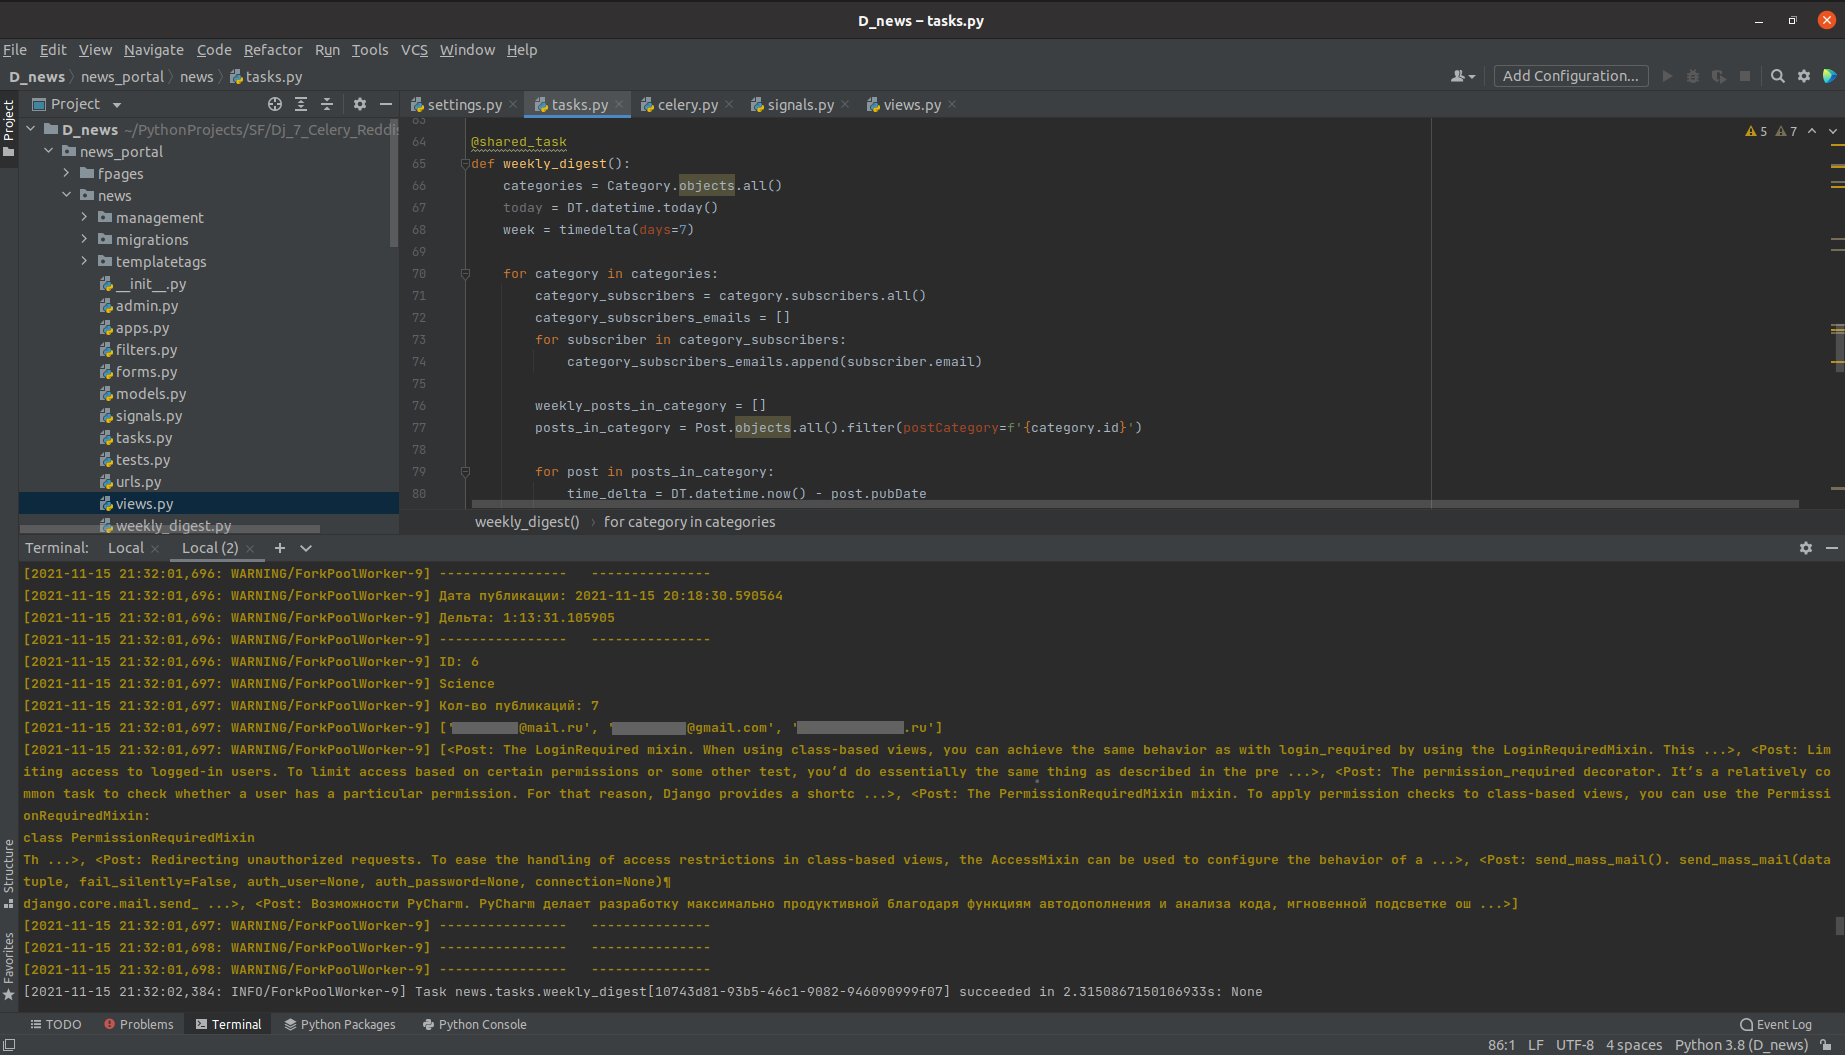 D_news – tasks.py
File Edit View Navigate Code Refactor Run Tools VCS Window Help
D_news news_portal news tasks.py
Add Configuration...
Project
settings.py tasks.py celery.py signals.py views.py
Project
D_news ~/PythonProjects/SF/Dj_7_Celery_Reddis
news_portal
fpages
news
management
migrations
templatetags
__init__.py
admin.py
apps.py
filters.py
forms.py
models.py
signals.py
tasks.py
tests.py
urls.py
views.py
weekly_digest.py
5 7
63
64 @shared_task
65 def weekly_digest():
66 categories = Category.objects.all()
67 today = DT.datetime.today()
68 week = timedelta(days=7)
69
70 for category in categories:
71 category_subscribers = category.subscribers.all()
72 category_subscribers_emails = []
73 for subscriber in category_subscribers:
74 category_subscribers_emails.append(subscriber.email)
75
76 weekly_posts_in_category = []
77 posts_in_category = Post.objects.all().filter(postCategory=f'{category.id}')
78
79 for post in posts_in_category:
80 time_delta = DT.datetime.now() - post.pubDate
weekly_digest() for category in categories
Terminal: Local Local (2)
[2021-11-15 21:32:01,696: WARNING/ForkPoolWorker-9] ---------------- ---------------
[2021-11-15 21:32:01,696: WARNING/ForkPoolWorker-9] Дата публикации: 2021-11-15 20:18:30.590564
[2021-11-15 21:32:01,696: WARNING/ForkPoolWorker-9] Дельта: 1:13:31.105905
[2021-11-15 21:32:01,696: WARNING/ForkPoolWorker-9] ---------------- ---------------
[2021-11-15 21:32:01,696: WARNING/ForkPoolWorker-9] ID: 6
[2021-11-15 21:32:01,697: WARNING/ForkPoolWorker-9] Science
[2021-11-15 21:32:01,697: WARNING/ForkPoolWorker-9] Кол-во публикаций: 7
[2021-11-15 21:32:01,697: WARNING/ForkPoolWorker-9] ['@mail.ru', '@gmail.com', '.ru']
[2021-11-15 21:32:01,697: WARNING/ForkPoolWorker-9] [<Post: The LoginRequired mixin. When using class-based views, you can achieve the same behavior as with login_required by using the LoginRequiredMixin. This ...>, <Post: Lim
iting access to logged-in users. To limit access based on certain permissions or some other test, you’d do essentially the same thing as described in the pre ...>, <Post: The permission_required decorator. It’s a relatively co
mmon task to check whether a user has a particular permission. For that reason, Django provides a shortc ...>, <Post: The PermissionRequiredMixin mixin. To apply permission checks to class-based views, you can use the Permissi
onRequiredMixin:
class PermissionRequiredMixin
Th ...>, <Post: Redirecting unauthorized requests. To ease the handling of access restrictions in class-based views, the AccessMixin can be used to configure the behavior of a ...>, <Post: send_mass_mail(). send_mass_mail(data
tuple, fail_silently=False, auth_user=None, auth_password=None, connection=None)¶
django.core.mail.send_ ...>, <Post: Возможности PyCharm. PyCharm делает разработку максимально продуктивной благодаря функциям автодополнения и анализа кода, мгновенной подсветке ош ...>]
[2021-11-15 21:32:01,697: WARNING/ForkPoolWorker-9] ---------------- ---------------
[2021-11-15 21:32:01,698: WARNING/ForkPoolWorker-9] ---------------- ---------------
[2021-11-15 21:32:01,698: WARNING/ForkPoolWorker-9] ---------------- ---------------
[2021-11-15 21:32:02,384: INFO/ForkPoolWorker-9] Task news.tasks.weekly_digest[10743d81-93b5-46c1-9082-946090999f07] succeeded in 2.3150867150106933s: None
Structure
Favorites
TODO Problems Terminal Python Packages Python Console Event Log
86:1 LF UTF-8 4 spaces Python 3.8 (D_news)